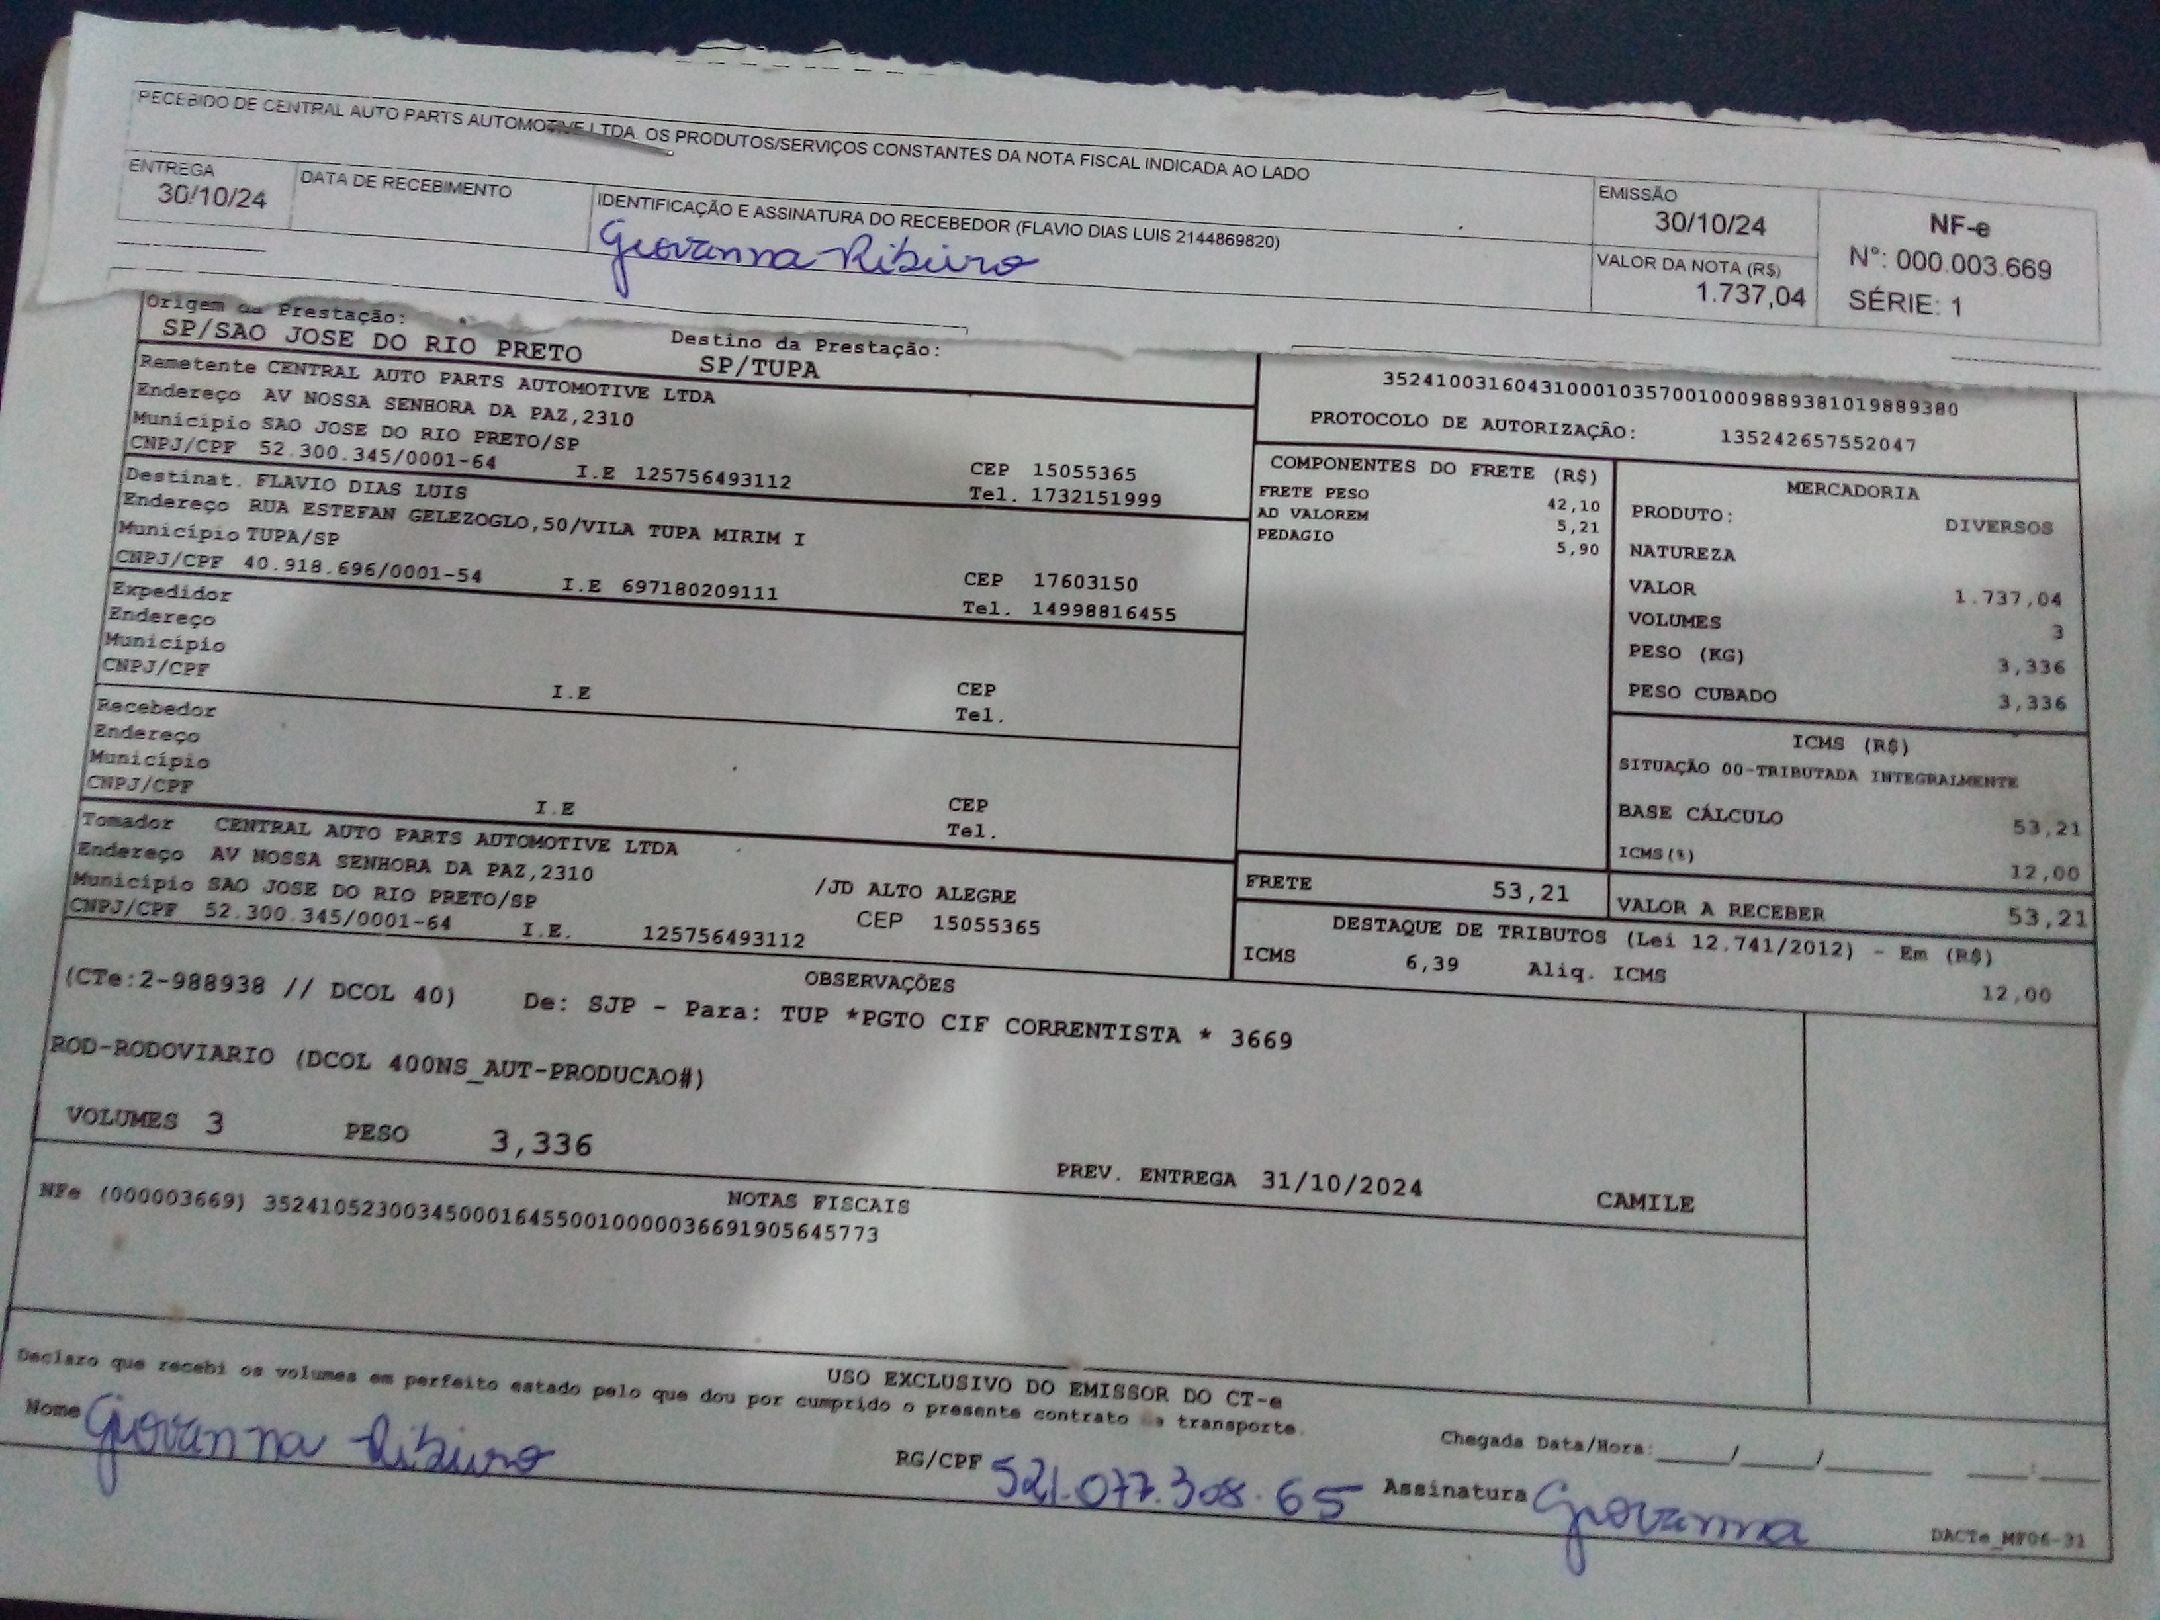 RECEBIDO DE CENTRAL AUTO PARTS AUTOMOTIVE LTDA OS PRODUTOS/SERVIÇOS CONSTANTES DA NOTA FISCAL INDICADA AO LADO
ENTREGA
30/10/24
DATA DE RECEBIMENTO
IDENTIFICAÇÃO E ASSINATURA DO RECEBEDOR (FLAVIO DIAS LUIS 2144869820)
Giovanna Ribeiro
EMISSÃO
30/10/24
VALOR DA NOTA (R$)
1.737,04
NF-e
N°: 000.003.669
SÉRIE: 1
Origem da Prestação:
SP/SAO JOSE DO RIO PRETO
Destino da Prestação:
SP/TUPA
Remetente CENTRAL AUTO PARTS AUTOMOTIVE LTDA
Endereço AV NOSSA SENHORA DA PAZ,2310
Município SAO JOSE DO RIO PRETO/SP CEP 15055365
CNPJ/CPF 52.300.345/0001-64 I.E 125756493112 Tel. 1732151999
Destinat. FLAVIO DIAS LUIS
Endereço RUA ESTEFAN GELEZOGLO,50/VILA TUPA MIRIM I
Município TUPA/SP CEP 17603150
CNPJ/CPF 40.918.696/0001-54 I.E 697180209111 Tel. 14998816455
Expedidor
Endereço
Município CEP
CNPJ/CPF I.E Tel.
Recebedor
Endereço
Município CEP
CNPJ/CPF I.E Tel.
Tomador CENTRAL AUTO PARTS AUTOMOTIVE LTDA
Endereço AV NOSSA SENHORA DA PAZ,2310 /JD ALTO ALEGRE
Município SAO JOSE DO RIO PRETO/SP CEP 15055365
CNPJ/CPF 52.300.345/0001-64 I.E. 125756493112
35241003160431000103570010009889381019889380
PROTOCOLO DE AUTORIZAÇÃO: 135242657552047
COMPONENTES DO FRETE (R$)
FRETE PESO 42,10
AD VALOREM 5,21
PEDAGIO 5,90
MERCADORIA
PRODUTO: DIVERSOS
NATUREZA
VALOR 1.737,04
VOLUMES 3
PESO (KG) 3,336
PESO CUBADO 3,336
ICMS (R$)
SITUAÇÃO 00-TRIBUTADA INTEGRALMENTE
BASE CÁLCULO 53,21
ICMS(%) 12,00
FRETE 53,21
VALOR A RECEBER 53,21
DESTAQUE DE TRIBUTOS (Lei 12.741/2012) - Em (R$)
ICMS 6,39 Aliq. ICMS 12,00
OBSERVAÇÕES
(CTe:2-988938 // DCOL 40) De: SJP - Para: TUP *PGTO CIF CORRENTISTA * 3669
ROD-RODOVIARIO (DCOL 400NS_AUT-PRODUCAO#)
VOLUMES 3 PESO 3,336
PREV. ENTREGA 31/10/2024 CAMILE
NOTAS FISCAIS
NFe (000003669) 35241052300345000164550010000036691905645773
USO EXCLUSIVO DO EMISSOR DO CT-e
Declaro que recebi os volumes em perfeito estado pelo que dou por cumprido o presente contrato de transporte.
Chegada Data/Hora: ____/____/______ ___:___
Nome Giovanna Ribeiro
RG/CPF 521.077.308.65
Assinatura Giovanna
DACTe_MF06-31